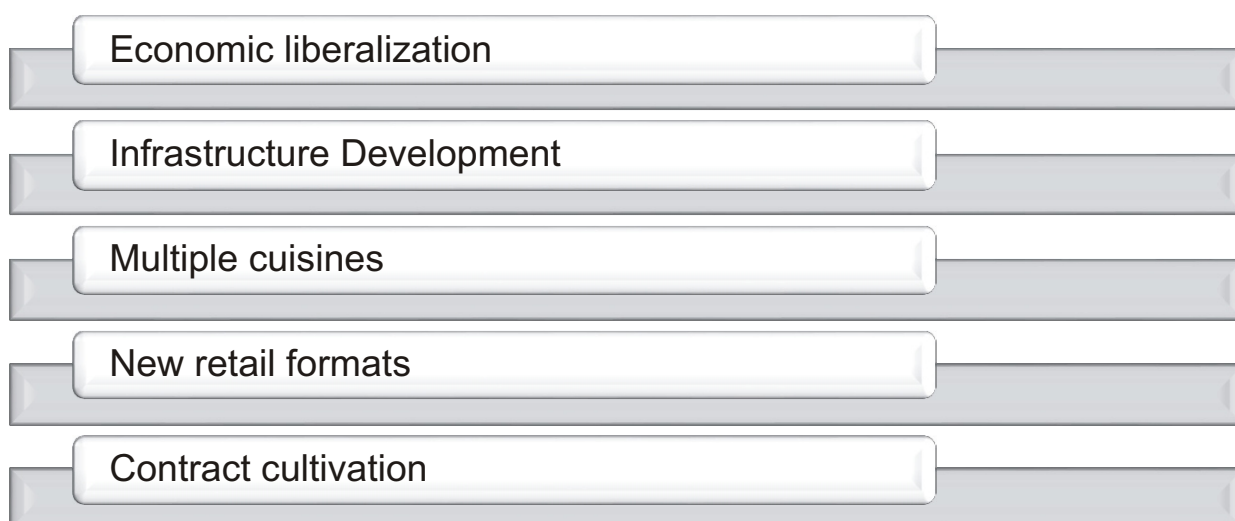 Economic liberalization
Infrastructure Development
Multiple cuisines
New retail formats
Contract cultivation